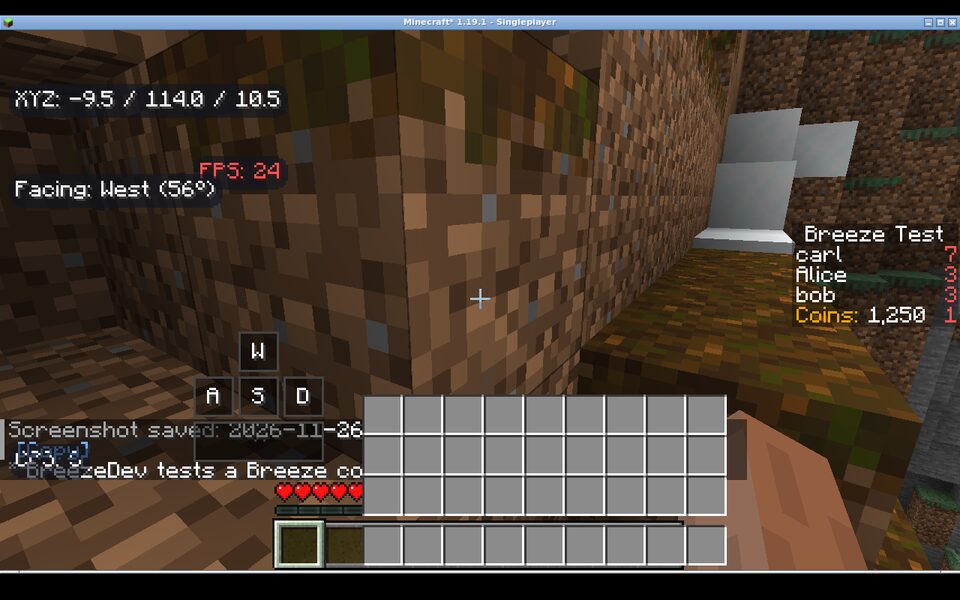 Minecraft* 1.19.1 - Singleplayer
XYZ: -9.5 / 114.0 / 10.5
FPS: 24
Facing: West (56°)
Breeze Test
carl 7
Alice 3
bob 3
Coins: 1,250 1
W
A S D
Screenshot saved: 2026-11-26
[Copy]
* BreezeDev tests a Breeze co